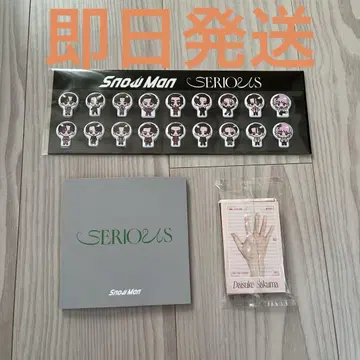 即日発送
Snow Man SERIOUS
SERIOUS
Snow Man
Daisuke Sakuma